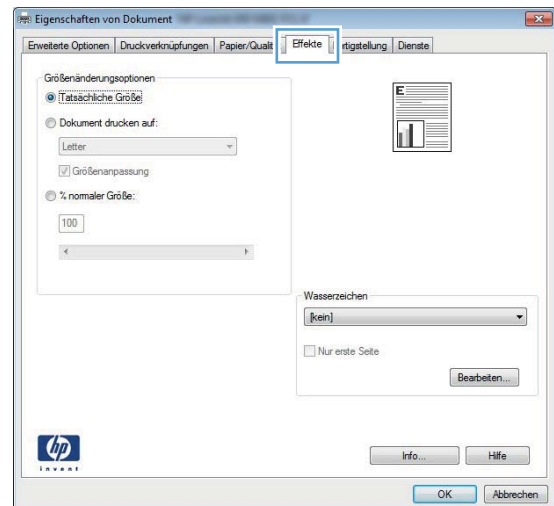 Eigenschaften von Dokument
Erweiterte Optionen Druckverknüpfungen Papier/Qualit Effekte rtigstellung Dienste
Größenänderungsoptionen
Tatsächliche Größe
Dokument drucken auf:
Letter
Größenanpassung
% normaler Größe:
100
E
Wasserzeichen
[kein]
Nur erste Seite
Bearbeiten...
hp
invent
Info...
Hilfe
OK
Abbrechen